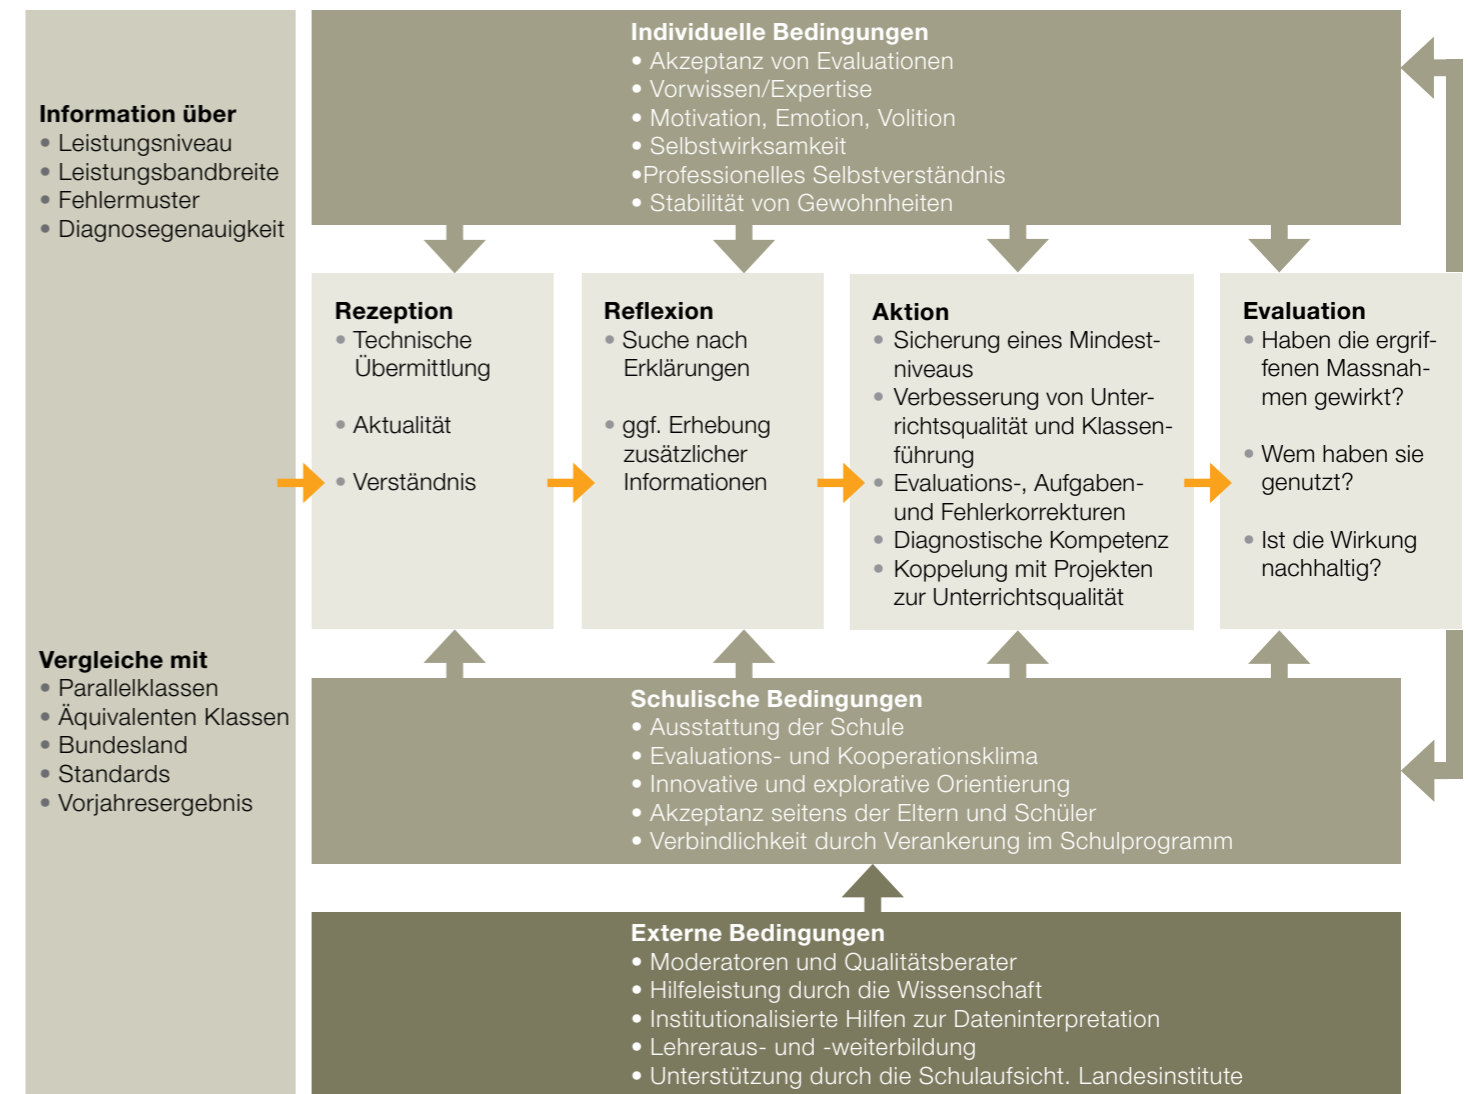 Individuelle Bedingungen
• Akzeptanz von Evaluationen
• Vorwissen/Expertise
• Motivation, Emotion, Volition
• Selbstwirksamkeit
•Professionelles Selbstverständnis
• Stabilität von Gewohnheiten
Information über
• Leistungsniveau
• Leistungsbandbreite
• Fehlermuster
• Diagnosegenauigkeit
Vergleiche mit
• Parallelklassen
• Äquivalenten Klassen
• Bundesland
• Standards
• Vorjahresergebnis
Rezeption
• Technische
Übermittlung
• Aktualität
• Verständnis
Reflexion
• Suche nach
Erklärungen
• ggf. Erhebung
zusätzlicher
Informationen
Aktion
• Sicherung eines Mindest-
niveaus
• Verbesserung von Unter-
richtsqualität und Klassen-
führung
• Evaluations-, Aufgaben-
und Fehlerkorrekturen
• Diagnostische Kompetenz
• Koppelung mit Projekten
zur Unterrichtsqualität
Evaluation
• Haben die ergrif-
fenen Massnah-
men gewirkt?
• Wem haben sie
genutzt?
• Ist die Wirkung
nachhaltig?
Schulische Bedingungen
• Ausstattung der Schule
• Evaluations- und Kooperationsklima
• Innovative und explorative Orientierung
• Akzeptanz seitens der Eltern und Schüler
• Verbindlichkeit durch Verankerung im Schulprogramm
Externe Bedingungen
• Moderatoren und Qualitätsberater
• Hilfeleistung durch die Wissenschaft
• Institutionalisierte Hilfen zur Dateninterpretation
• Lehreraus- und -weiterbildung
• Unterstützung durch die Schulaufsicht. Landesinstitute